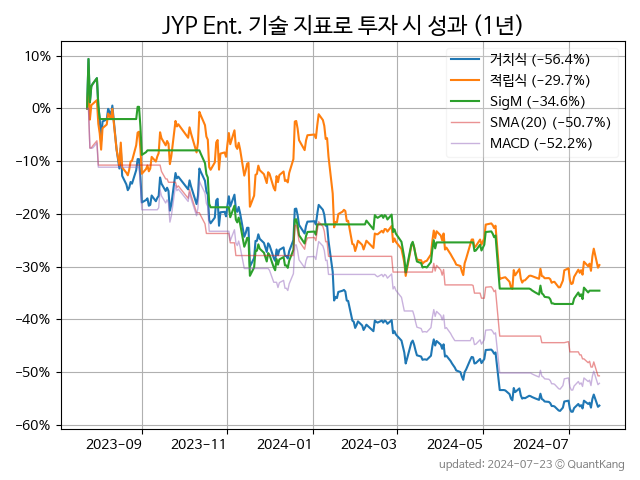 JYP Ent. 기술 지표로 투자 시 성과 (1년)
10%
0%
−10%
−20%
−30%
−40%
−50%
−60%
거치식 (−56.4%)
적립식 (−29.7%)
SigM (−34.6%)
SMA(20) (−50.7%)
MACD (−52.2%)
2023-09 2023-11 2024-01 2024-03 2024-05 2024-07
updated: 2024-07-23 © QuantKang